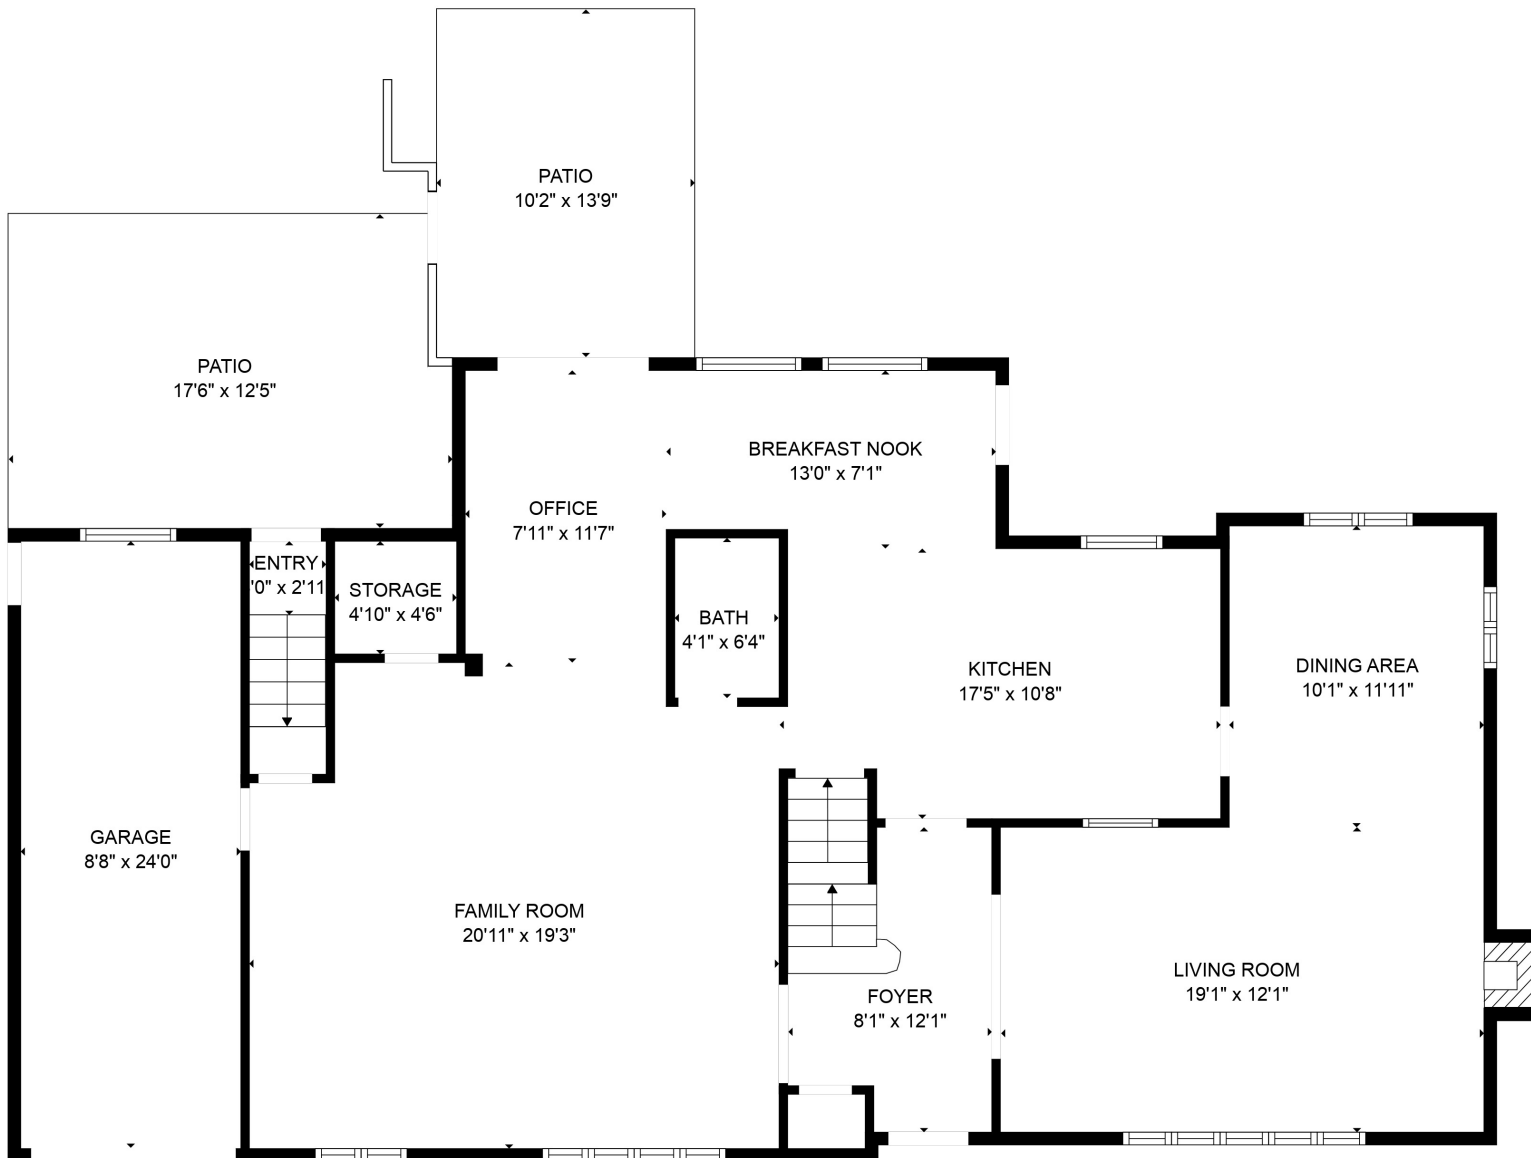 PATIO
10'2" x 13'9"
PATIO
17'6" x 12'5"
BREAKFAST NOOK
13'0" x 7'1"
OFFICE
7'11" x 11'7"
ENTRY
'0" x 2'11
STORAGE
4'10" x 4'6"
BATH
4'1" x 6'4"
KITCHEN
17'5" x 10'8"
DINING AREA
10'1" x 11'11"
GARAGE
8'8" x 24'0"
FAMILY ROOM
20'11" x 19'3"
LIVING ROOM
19'1" x 12'1"
FOYER
8'1" x 12'1"